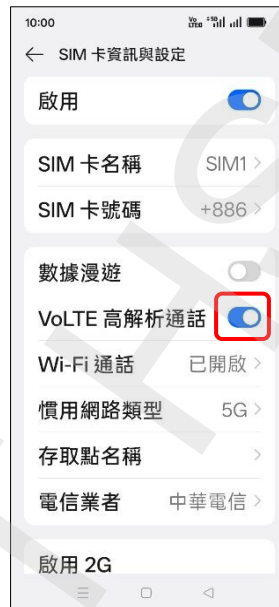 10:00
← SIM 卡資訊與設定
啟用
SIM 卡名稱 SIM1 >
SIM 卡號碼 +886 >
數據漫遊
VoLTE 高解析通話
Wi-Fi 通話 已開啟 >
慣用網路類型 5G >
存取點名稱 >
電信業者 中華電信 >
啟用 2G